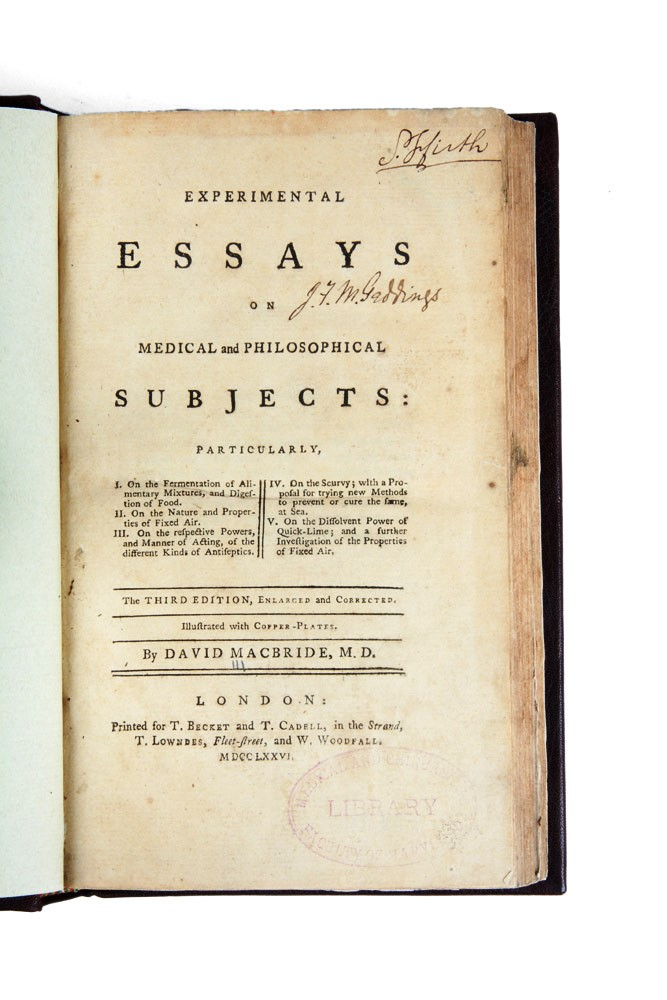 EXPERIMENTAL
ESSAYS
ON
J. F. M. Gaddings
MEDICAL and PHILOSOPHICAL
SUBJECTS:
PARTICULARLY,
I. On the Fermentation of Ali-
mentary Mixtures, and Digeſ-
tion of Food.
II. On the Nature and Proper-
ties of Fixed Air.
III. On the reſpective Powers,
and Manner of Acting, of the
different Kinds of Antiſeptics.
IV. On the Scurvy; with a Pro-
poſal for trying new Methods
to prevent or cure the ſame,
at Sea.
V. On the Diſſolvent Power of
Quick-Lime; and a further
Inveſtigation of the Properties
of Fixed Air.
The THIRD EDITION, ENLARGED and CORRECTED.
Illuſtrated with COPPER-PLATES.
By DAVID MACBRIDE, M.D.
LONDON:
Printed for T. BECKET and T. CADELL, in the Strand,
T. LOWNDES, Fleet-ſtreet, and W. WOODFALL.
MDCCLXXVI.
LIBRARY